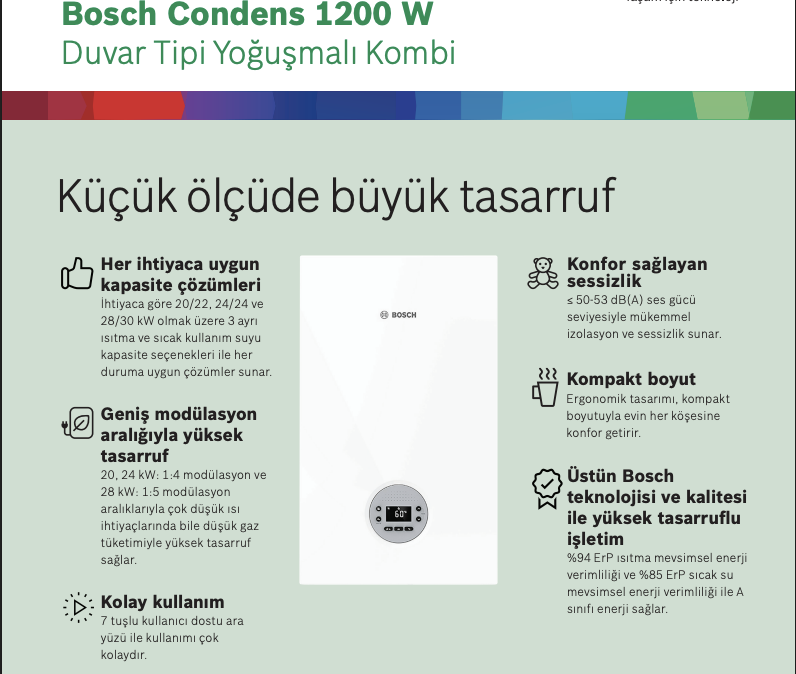 Bosch Condens 1200 W
Duvar Tipi Yoğuşmalı Kombi
Küçük ölçüde büyük tasarruf
Her ihtiyaca uygun
kapasite çözümleri
İhtiyaca göre 20/22, 24/24 ve
28/30 kW olmak üzere 3 ayrı
ısıtma ve sıcak kullanım suyu
kapasite seçenekleri ile her
duruma uygun çözümler sunar.
Geniş modülasyon
aralığıyla yüksek
tasarruf
20, 24 kW: 1:4 modülasyon ve
28 kW: 1:5 modülasyon
aralıklarıyla çok düşük ısı
ihtiyaçlarında bile düşük gaz
tüketimiyle yüksek tasarruf
sağlar.
Kolay kullanım
7 tuşlu kullanıcı dostu ara
yüzü ile kullanımı çok
kolaydır.
BOSCH
60°
Konfor sağlayan
sessizlik
≤ 50-53 dB(A) ses gücü
seviyesiyle mükemmel
izolasyon ve sessizlik sunar.
Kompakt boyut
Ergonomik tasarımı, kompakt
boyutuyla evin her köşesine
konfor getirir.
Üstün Bosch
teknolojisi ve kalitesi
ile yüksek tasarruflu
işletim
%94 ErP ısıtma mevsimsel enerji
verimliliği ve %85 ErP sıcak su
mevsimsel enerji verimliliği ile A
sınıfı enerji sağlar.